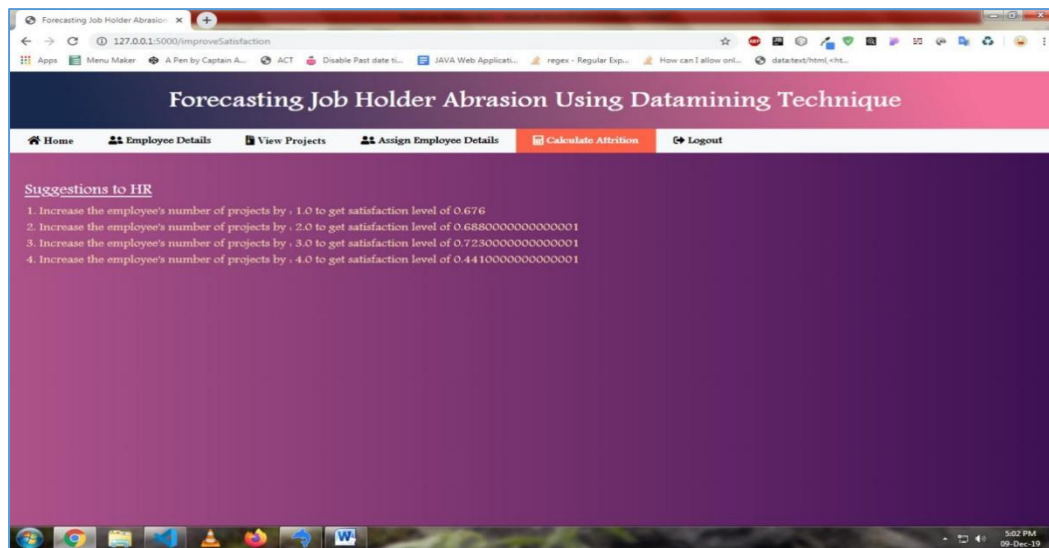 Forecasting Job Holder Abrasion
127.0.0.1:5000/improveSatisfaction
Apps Menu Maker A Pen by Captain A... ACT Disable Past date ti... JAVA Web Applicati... regex - Regular Exp... How can I allow onl... data:text/html,<ht...
Forecasting Job Holder Abrasion Using Datamining Technique
Home Employee Details View Projects Assign Employee Details Calculate Attrition Logout
Suggestions to HR
1. Increase the employee's number of projects by : 1.0 to get satisfaction level of 0.676
2. Increase the employee's number of projects by : 2.0 to get satisfaction level of 0.6880000000000001
3. Increase the employee's number of projects by : 3.0 to get satisfaction level of 0.7230000000000001
4. Increase the employee's number of projects by : 4.0 to get satisfaction level of 0.4410000000000001
5:02 PM
09-Dec-19